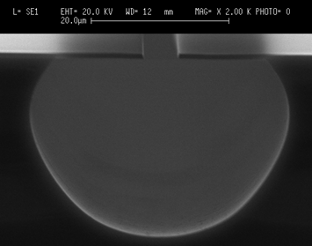 L= SE1 EHT= 20.0 KV WD= 12 mm MAG= X 2.00 K PHOTO= 0
20.0µm